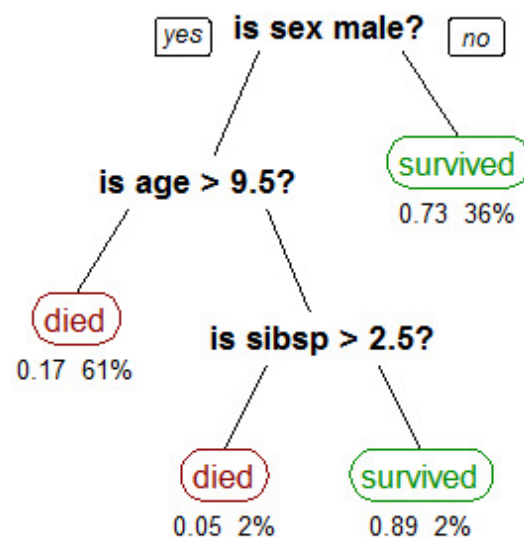 yes
is sex male?
no
survived
0.73 36%
is age > 9.5?
died
0.17 61%
is sibsp > 2.5?
died
0.05 2%
survived
0.89 2%